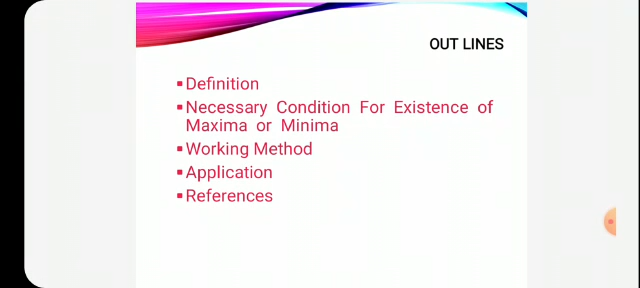 OUT LINES
▪Definition
▪Necessary Condition For Existence of
Maxima or Minima
▪Working Method
▪Application
▪References